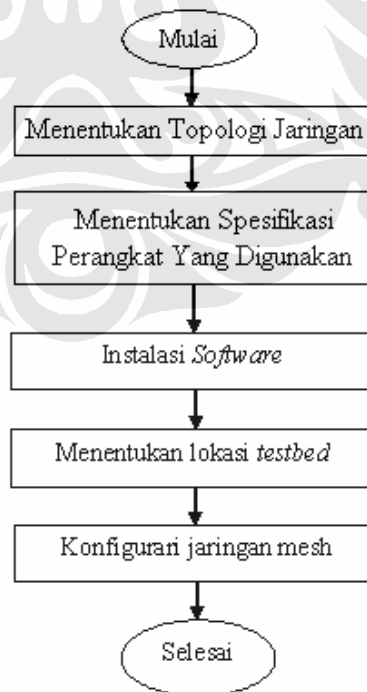 Mulai
Menentukan Topologi Jaringan
Menentukan Spesifikasi
Perangkat Yang Digunakan
Instalasi Software
Menentukan lokasi testbed
Konfigurari jaringan mesh
Selesai